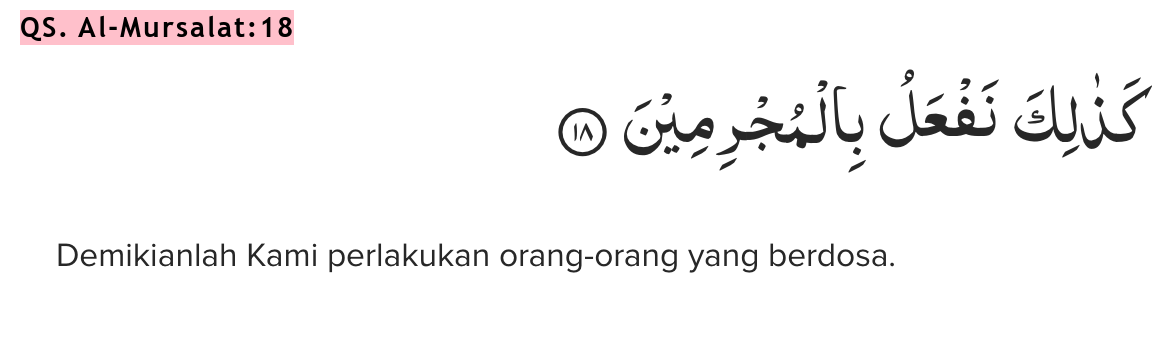 QS. Al-Mursalat:18
كَذٰلِكَ نَفْعَلُ بِالْمُجْرِمِيْنَ ١٨
Demikianlah Kami perlakukan orang-orang yang berdosa.